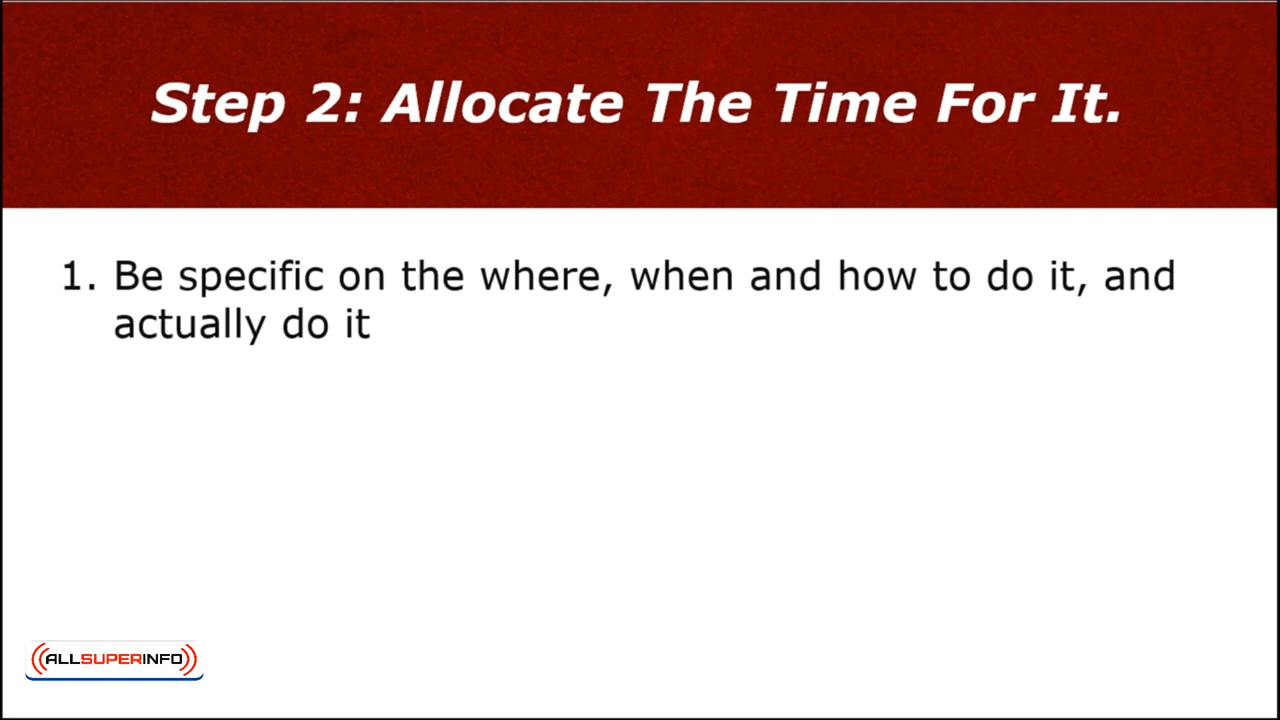 Step 2: Allocate The Time For It.
1. Be specific on the where, when and how to do it, and
actually do it
ALLSUPERINFO